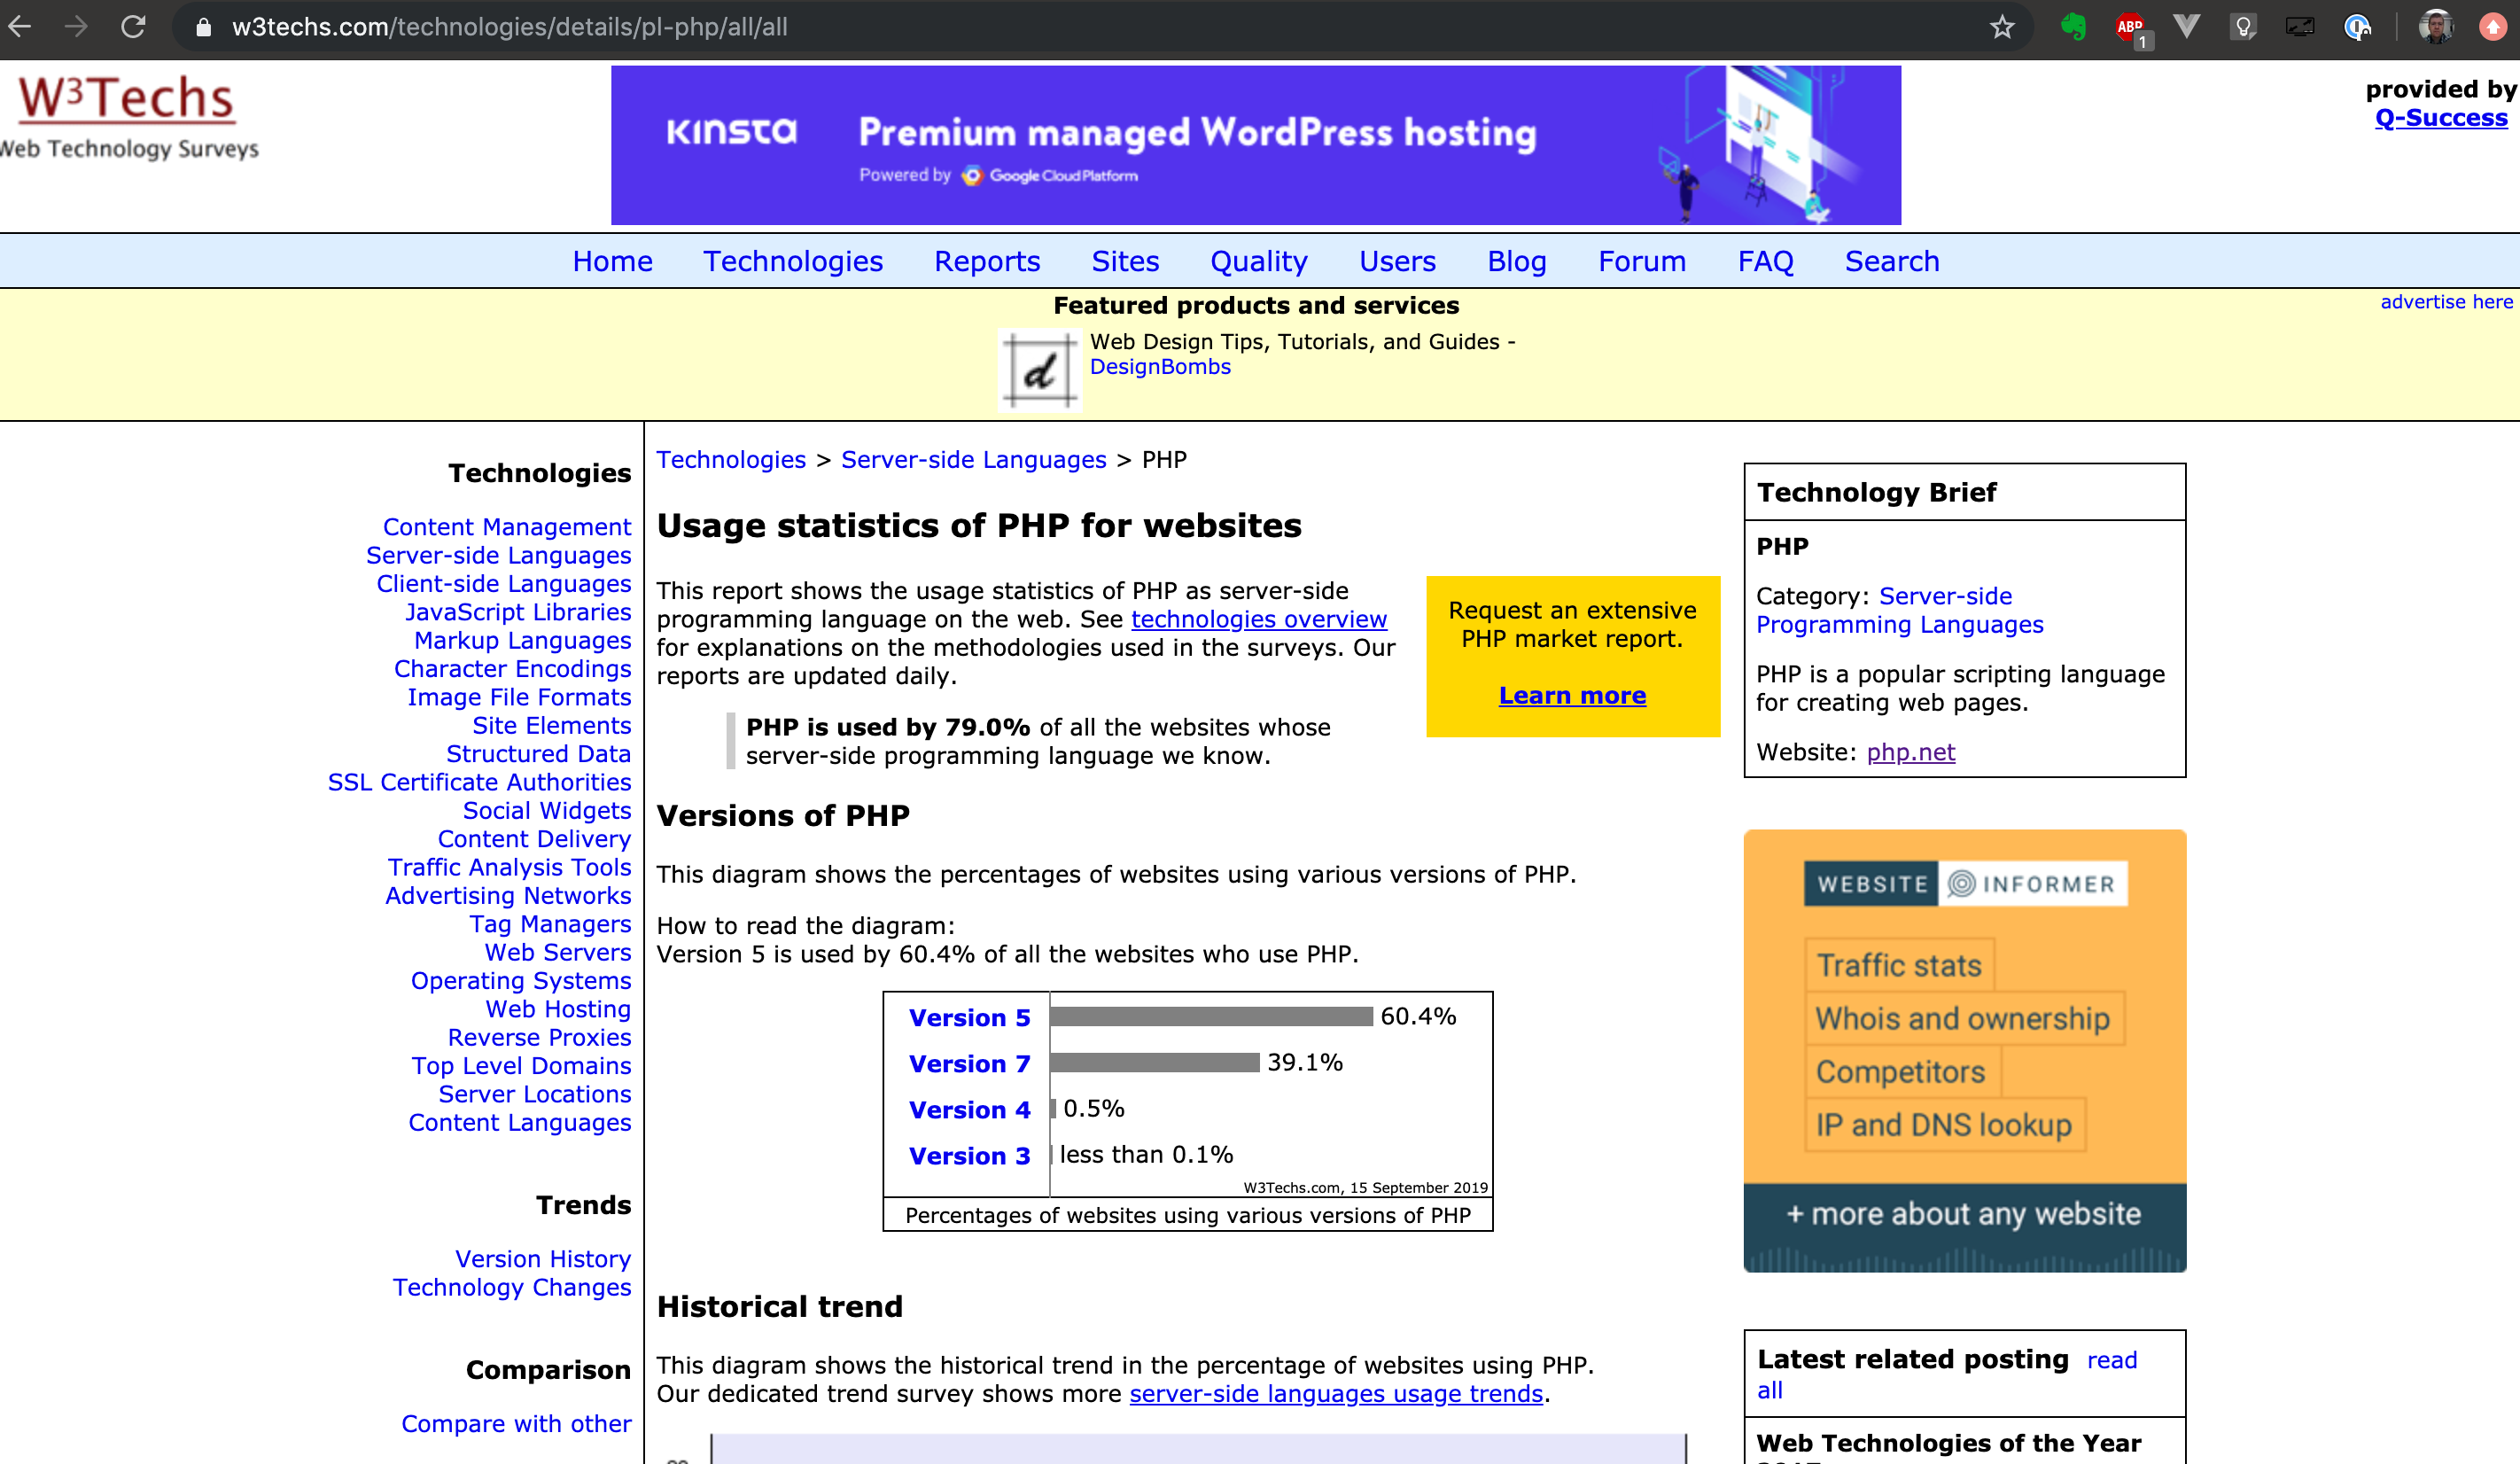 w3techs.com/technologies/details/pl-php/all/all
ABP
1
W3Techs
Web Technology Surveys
KINSTA
Premium managed WordPress hosting
Powered by Google Cloud Platform
provided by
Q-Success
Home Technologies Reports Sites Quality Users Blog Forum FAQ Search
Featured products and services
advertise here
d
Web Design Tips, Tutorials, and Guides -
DesignBombs
Technologies
Content Management
Server-side Languages
Client-side Languages
JavaScript Libraries
Markup Languages
Character Encodings
Image File Formats
Site Elements
Structured Data
SSL Certificate Authorities
Social Widgets
Content Delivery
Traffic Analysis Tools
Advertising Networks
Tag Managers
Web Servers
Operating Systems
Web Hosting
Reverse Proxies
Top Level Domains
Server Locations
Content Languages
Trends
Version History
Technology Changes
Comparison
Compare with other
Technologies > Server-side Languages > PHP
Usage statistics of PHP for websites
This report shows the usage statistics of PHP as server-side
programming language on the web. See technologies overview
for explanations on the methodologies used in the surveys. Our
reports are updated daily.
Request an extensive
PHP market report.
Learn more
PHP is used by 79.0% of all the websites whose
server-side programming language we know.
Versions of PHP
This diagram shows the percentages of websites using various versions of PHP.
How to read the diagram:
Version 5 is used by 60.4% of all the websites who use PHP.
Version 5 60.4%
Version 7 39.1%
Version 4 0.5%
Version 3 less than 0.1%
W3Techs.com, 15 September 2019
Percentages of websites using various versions of PHP
Historical trend
This diagram shows the historical trend in the percentage of websites using PHP.
Our dedicated trend survey shows more server-side languages usage trends.
Technology Brief
PHP
Category: Server-side
Programming Languages
PHP is a popular scripting language
for creating web pages.
Website: php.net
WEBSITE INFORMER
Traffic stats
Whois and ownership
Competitors
IP and DNS lookup
+ more about any website
Latest related posting read
all
Web Technologies of the Year